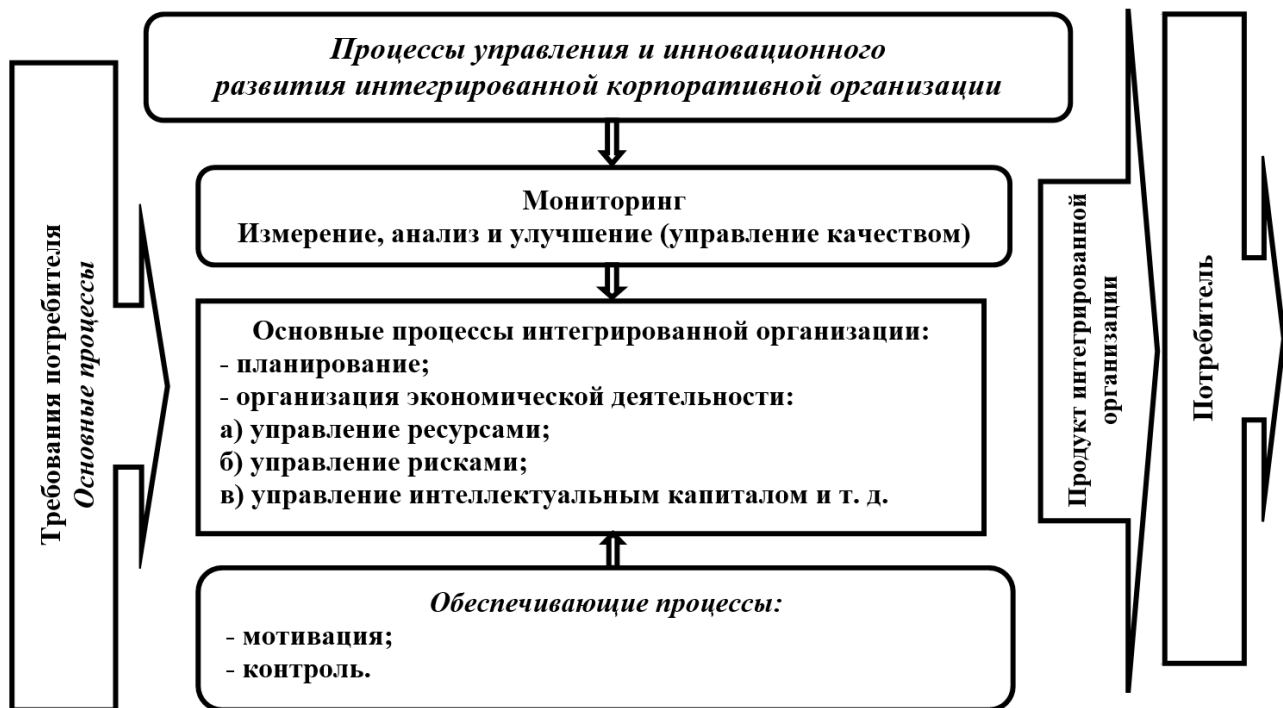 Требования потребителя
Основные процессы
Процессы управления и инновационного
развития интегрированной корпоративной организации
Мониторинг
Измерение, анализ и улучшение (управление качеством)
Основные процессы интегрированной организации:
- планирование;
- организация экономической деятельности:
а) управление ресурсами;
б) управление рисками;
в) управление интеллектуальным капиталом и т. д.
Обеспечивающие процессы:
- мотивация;
- контроль.
Продукт интегрированной
организации
Потребитель